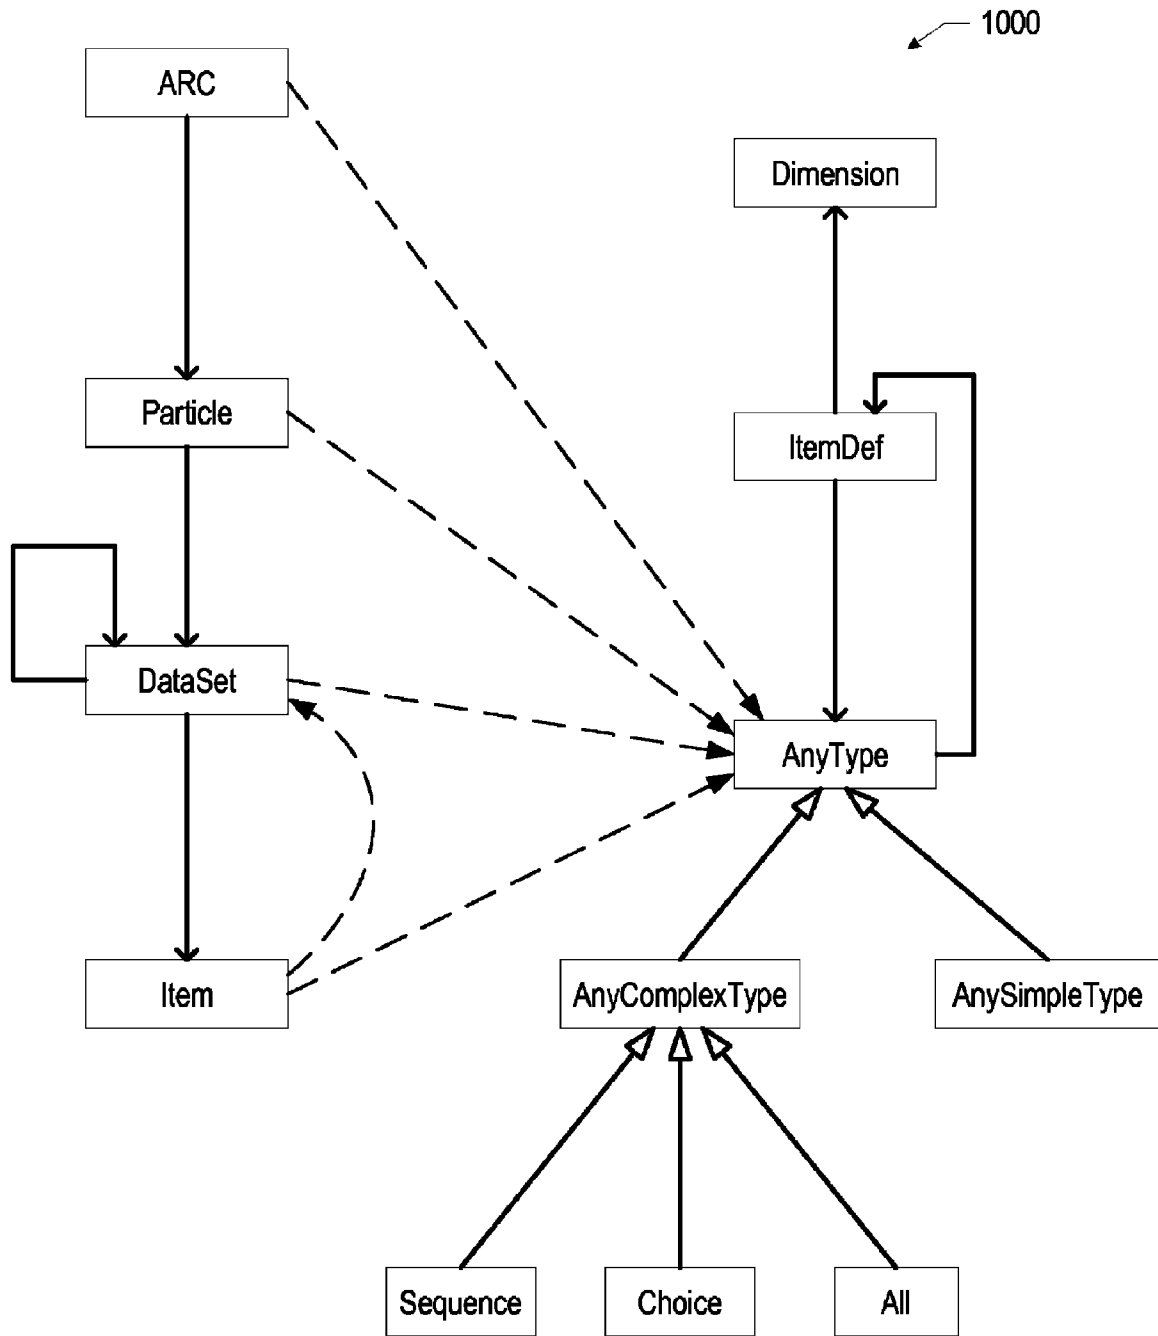 1000
ARC
Dimension
Particle
ItemDef
DataSet
AnyType
Item
AnyComplexType
AnySimpleType
Sequence
Choice
All